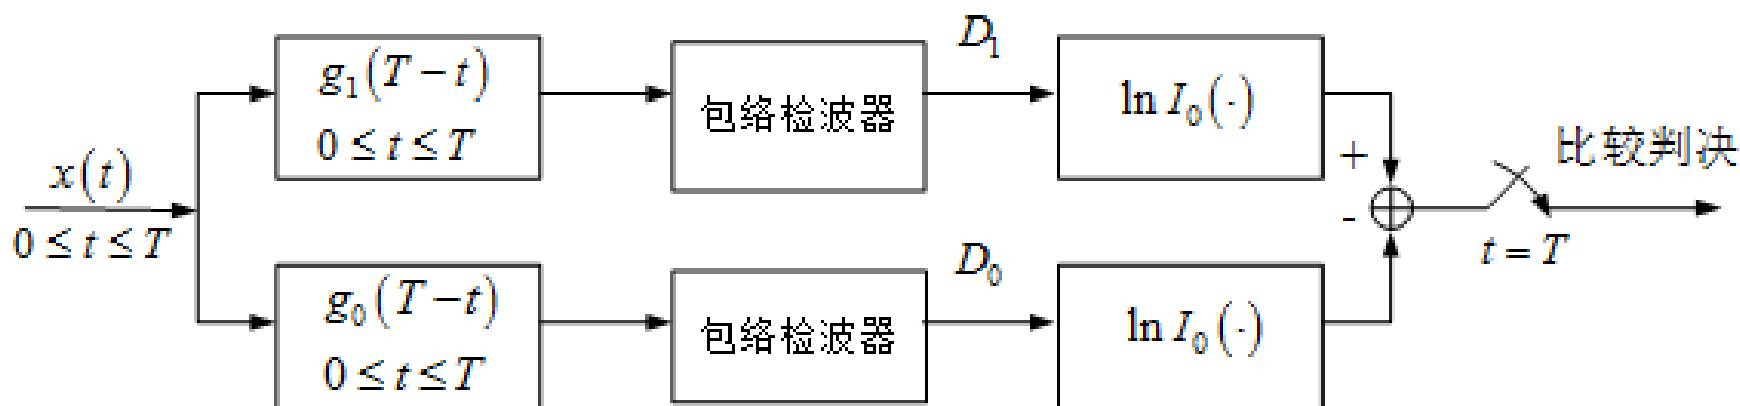 x(t)
0 ≤ t ≤ T
g₁(T−t)
0 ≤ t ≤ T
包络检波器
D₁
ln I₀(·)
+
-
g₀(T−t)
0 ≤ t ≤ T
包络检波器
D₀
ln I₀(·)
t = T
比较判决